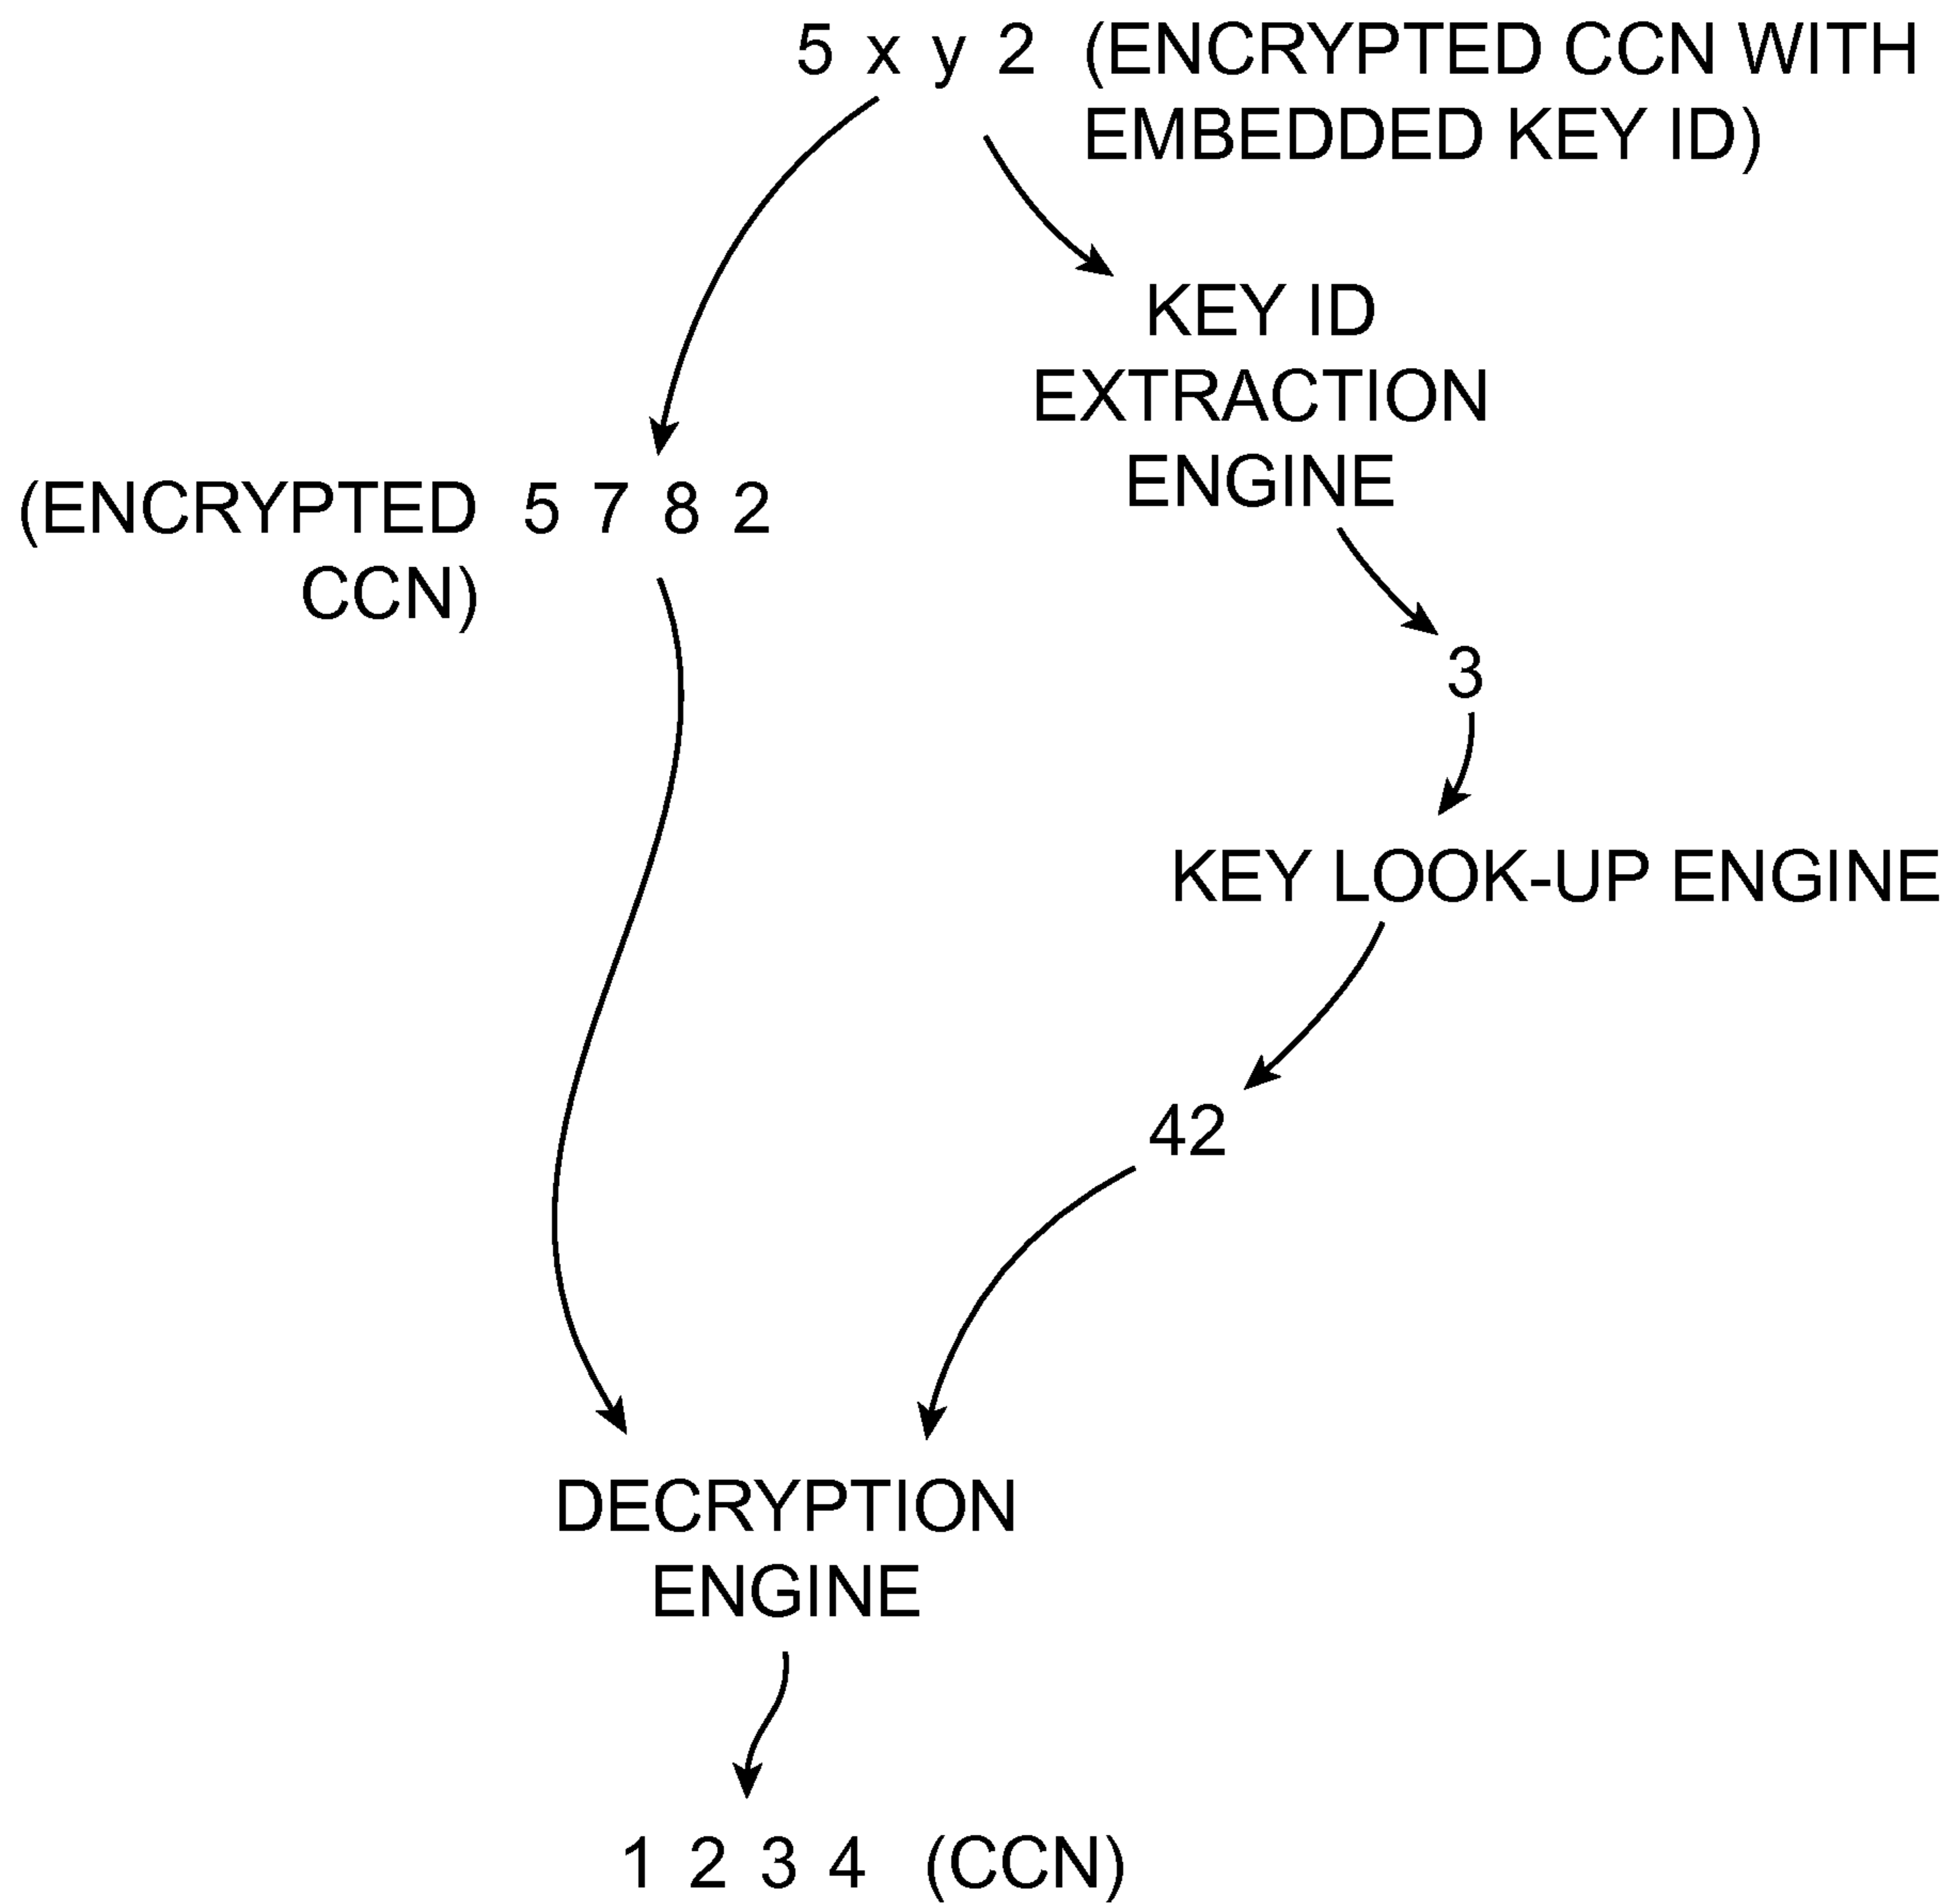 5 x y 2 (ENCRYPTED CCN WITH
EMBEDDED KEY ID)
KEY ID
EXTRACTION
ENGINE
(ENCRYPTED 5 7 8 2
CCN)
3
KEY LOOK-UP ENGINE
42
DECRYPTION
ENGINE
1 2 3 4 (CCN)